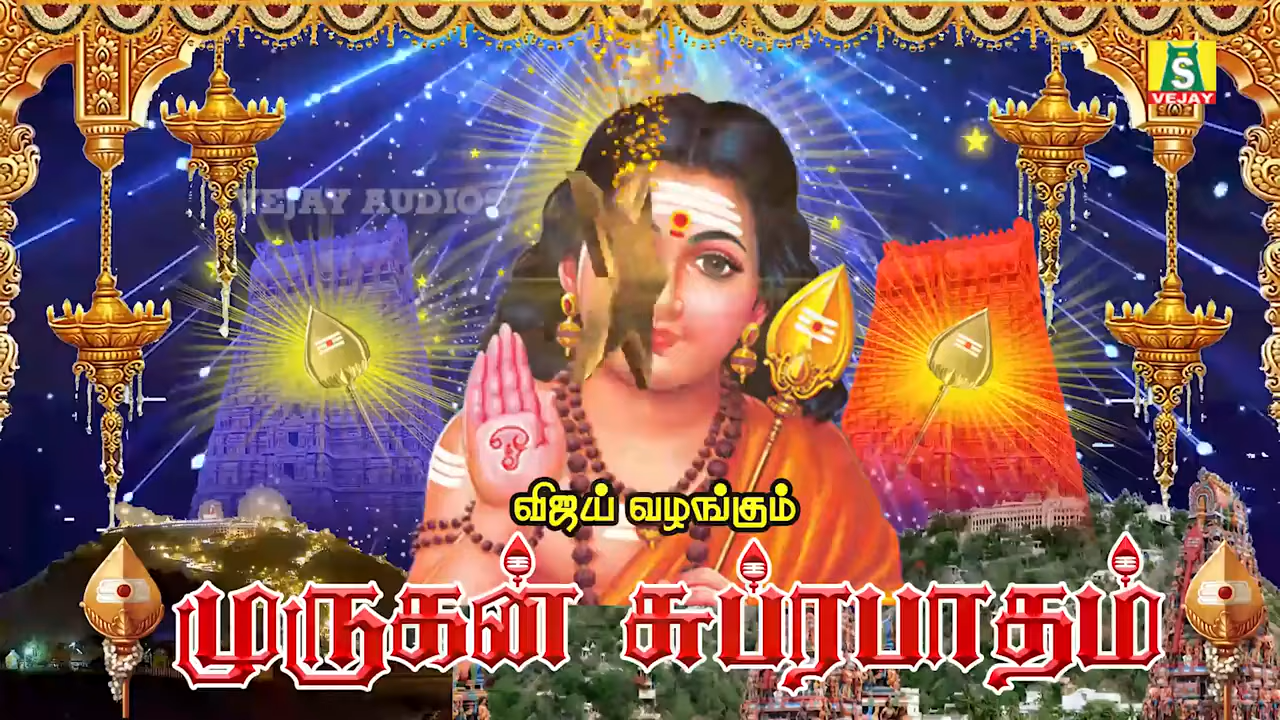 S
VEJAY
VEJAY AUDIOS
ௐ
விஜய் வழங்கும்
முருகன் சுப்ரபாதம்